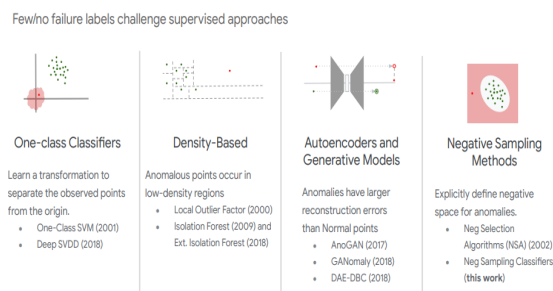 Few/no failure labels challenge supervised approaches
One-class Classifiers
Learn a transformation to
separate the observed points
from the origin.
• One-Class SVM (2001)
• Deep SVDD (2018)
Density-Based
Anomalous points occur in
low-density regions
• Local Outlier Factor (2000)
• Isolation Forest (2009) and
Ext. Isolation Forest (2018)
Autoencoders and
Generative Models
Anomalies have larger
reconstruction errors
than Normal points
• AnoGAN (2017)
• GANomaly (2018)
• DAE-DBC (2018)
Negative Sampling
Methods
Explicitly define negative
space for anomalies.
• Neg Selection
Algorithms (NSA) (2002)
• Neg Sampling Classifiers
(this work)